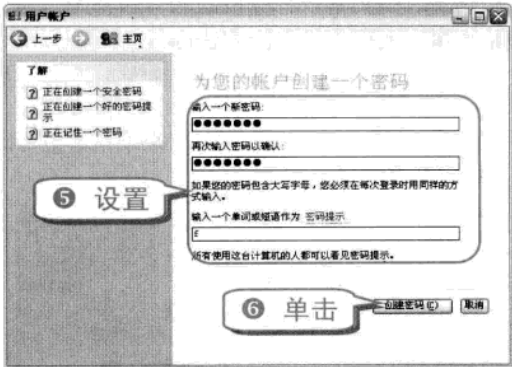 用户帐户
上一步 主页
了解
正在创建一个安全密码
正在创建一个好的密码提
示
正在记住一个密码
为您的帐户创建一个密码
输入一个新密码:
●●●●●●●
再次输入密码以确认:
●●●●●●●
如果您的密码包含大写字母，您必须在每次登录时用同样的方
式输入。
❺ 设置
输入一个单词或短语作为 密码提示
f
所有使用这台计算机的人都可以看见密码提示。
❻ 单击
创建密码(C) 取消